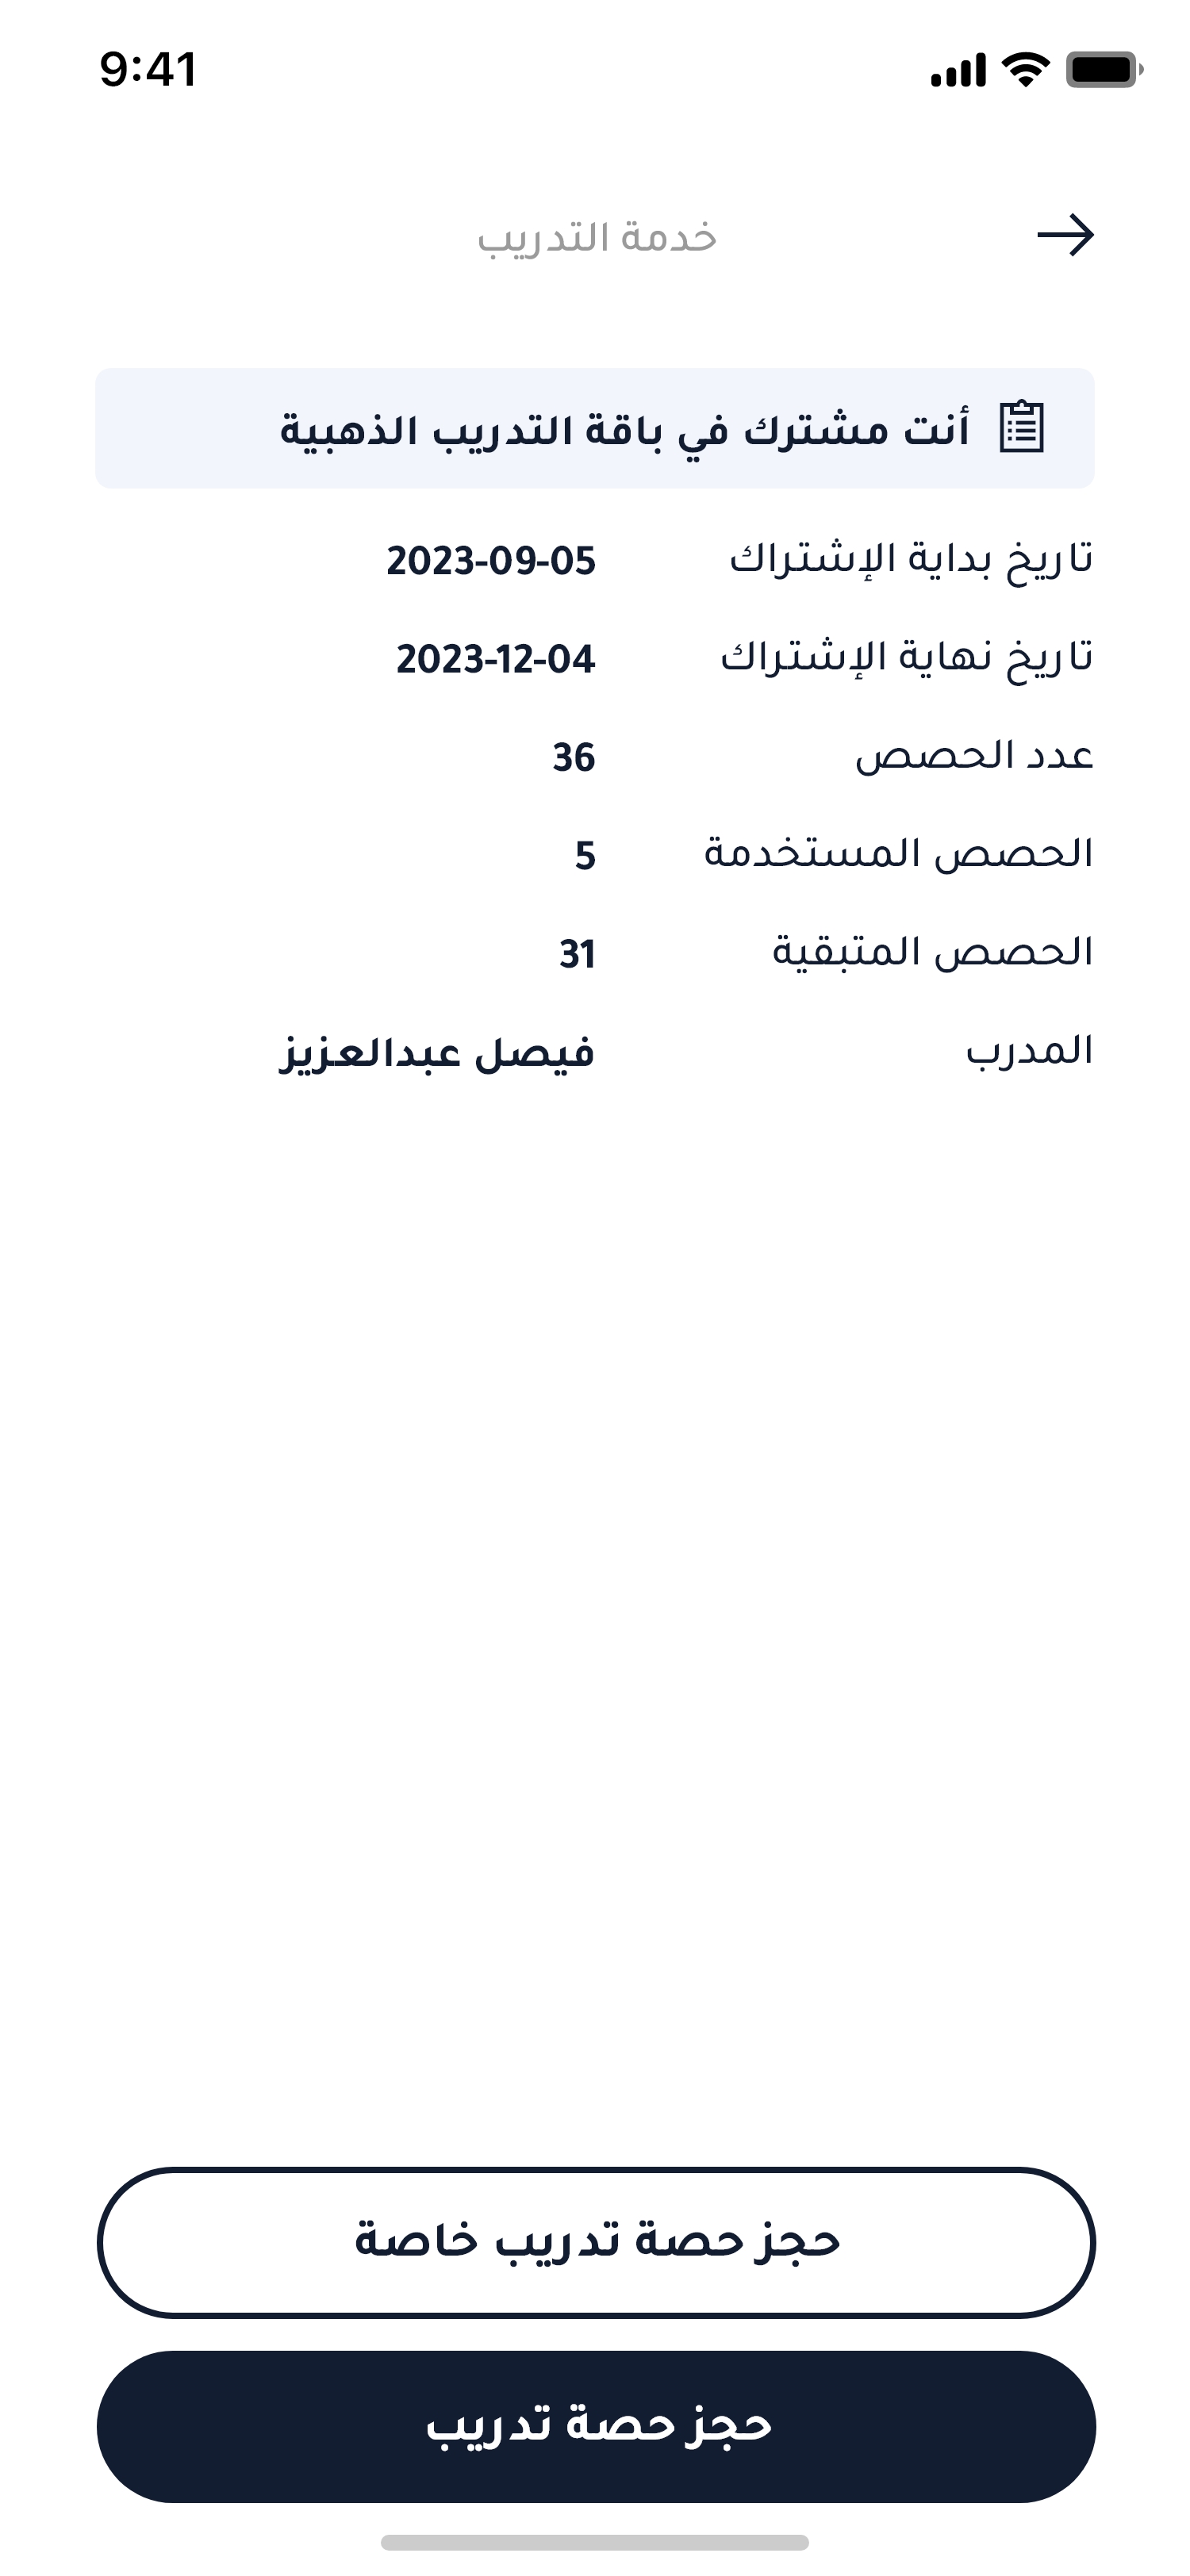 9:41
خدمة التدريب
أنت مشترك في باقة التدريب الذهبية
تاريخ بداية الإشتراك 2023-09-05
تاريخ نهاية الإشتراك 2023-12-04
عدد الحصص 36
الحصص المستخدمة 5
الحصص المتبقية 31
المدرب فيصل عبدالعزيز
حجز حصة تدريب خاصة
حجز حصة تدريب